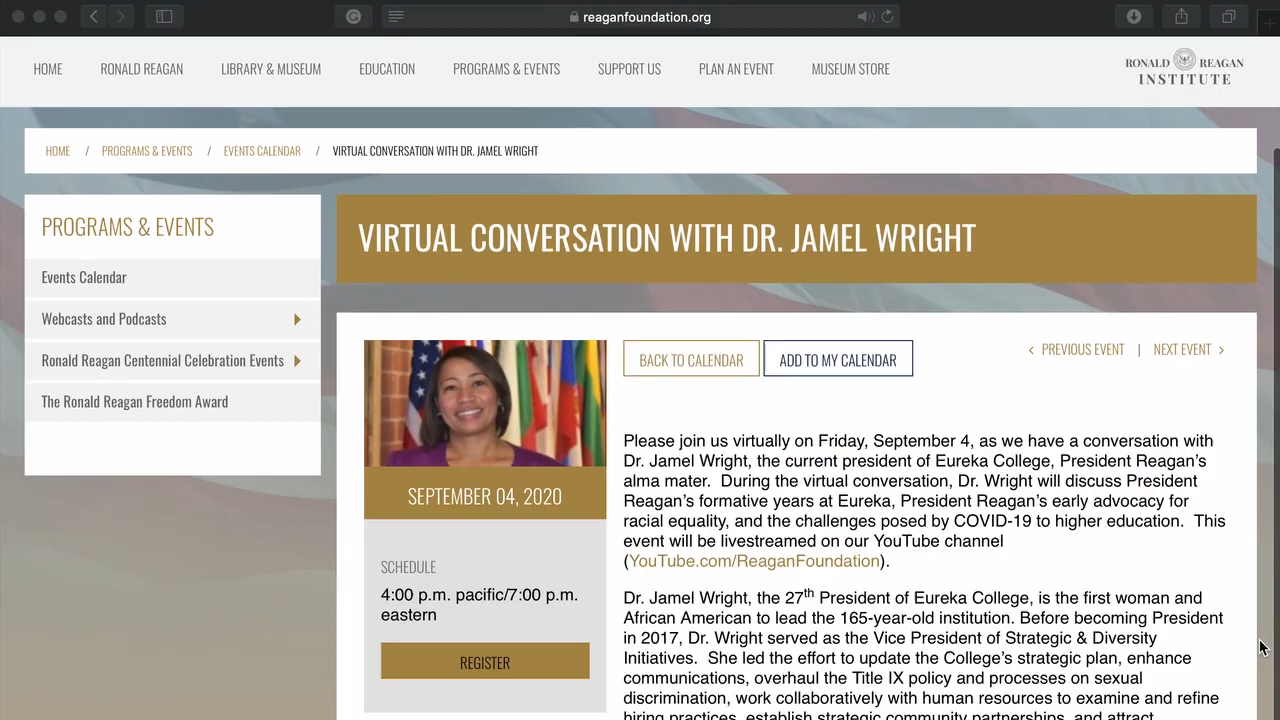 reaganfoundation.org
HOME
RONALD REAGAN
LIBRARY & MUSEUM
EDUCATION
PROGRAMS & EVENTS
SUPPORT US
PLAN AN EVENT
MUSEUM STORE
RONALD REAGAN
INSTITUTE
HOME / PROGRAMS & EVENTS / EVENTS CALENDAR / VIRTUAL CONVERSATION WITH DR. JAMEL WRIGHT
PROGRAMS & EVENTS
Events Calendar
Webcasts and Podcasts
Ronald Reagan Centennial Celebration Events
The Ronald Reagan Freedom Award
VIRTUAL CONVERSATION WITH DR. JAMEL WRIGHT
SEPTEMBER 04, 2020
SCHEDULE
4:00 p.m. pacific/7:00 p.m.
eastern
REGISTER
BACK TO CALENDAR
ADD TO MY CALENDAR
< PREVIOUS EVENT | NEXT EVENT >
Please join us virtually on Friday, September 4, as we have a conversation with
Dr. Jamel Wright, the current president of Eureka College, President Reagan’s
alma mater.  During the virtual conversation, Dr. Wright will discuss President
Reagan’s formative years at Eureka, President Reagan’s early advocacy for
racial equality, and the challenges posed by COVID-19 to higher education.  This
event will be livestreamed on our YouTube channel
(YouTube.com/ReaganFoundation).
Dr. Jamel Wright, the 27th President of Eureka College, is the first woman and
African American to lead the 165-year-old institution. Before becoming President
in 2017, Dr. Wright served as the Vice President of Strategic & Diversity
Initiatives.  She led the effort to update the College’s strategic plan, enhance
communications, overhaul the Title IX policy and processes on sexual
discrimination, work collaboratively with human resources to examine and refine
hiring practices, establish strategic community partnerships, and attract